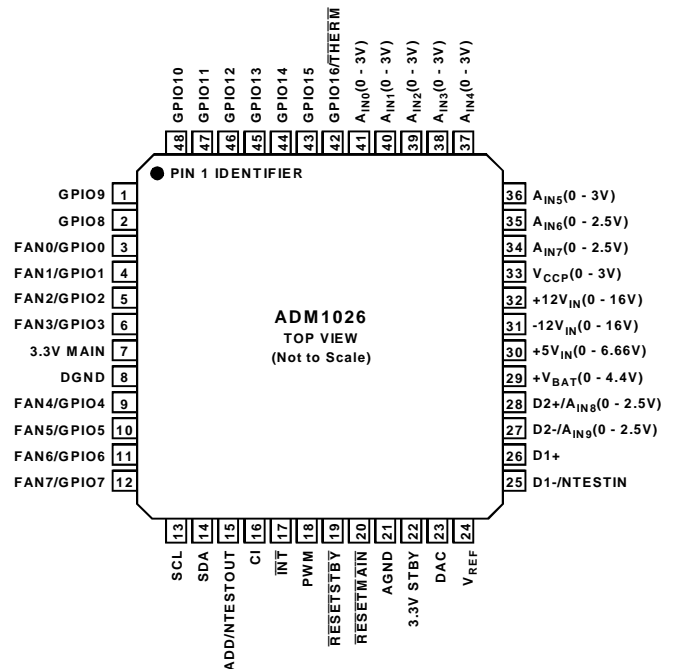 GPIO10
GPIO11
GPIO12
GPIO13
GPIO14
GPIO15
GPIO16/THERM
AIN0(0 - 3V)
AIN1(0 - 3V)
AIN2(0 - 3V)
AIN3(0 - 3V)
AIN4(0 - 3V)
48
47
46
45
44
43
42
41
40
39
38
37
PIN 1 IDENTIFIER
GPIO9 1
GPIO8 2
FAN0/GPIO0 3
FAN1/GPIO1 4
FAN2/GPIO2 5
FAN3/GPIO3 6
3.3V MAIN 7
DGND 8
FAN4/GPIO4 9
FAN5/GPIO5 10
FAN6/GPIO6 11
FAN7/GPIO7 12
ADM1026
TOP VIEW
(Not to Scale)
36 AIN5(0 - 3V)
35 AIN6(0 - 2.5V)
34 AIN7(0 - 2.5V)
33 VCCP(0 - 3V)
32 +12VIN(0 - 16V)
31 -12VIN(0 - 16V)
30 +5VIN(0 - 6.66V)
29 +VBAT(0 - 4.4V)
28 D2+/AIN8(0 - 2.5V)
27 D2-/AIN9(0 - 2.5V)
26 D1+
25 D1-/NTESTIN
13
14
15
16
17
18
19
20
21
22
23
24
SCL
SDA
ADD/NTESTOUT
CI
INT
PWM
RESETSTBY
RESETMAIN
AGND
3.3V STBY
DAC
VREF